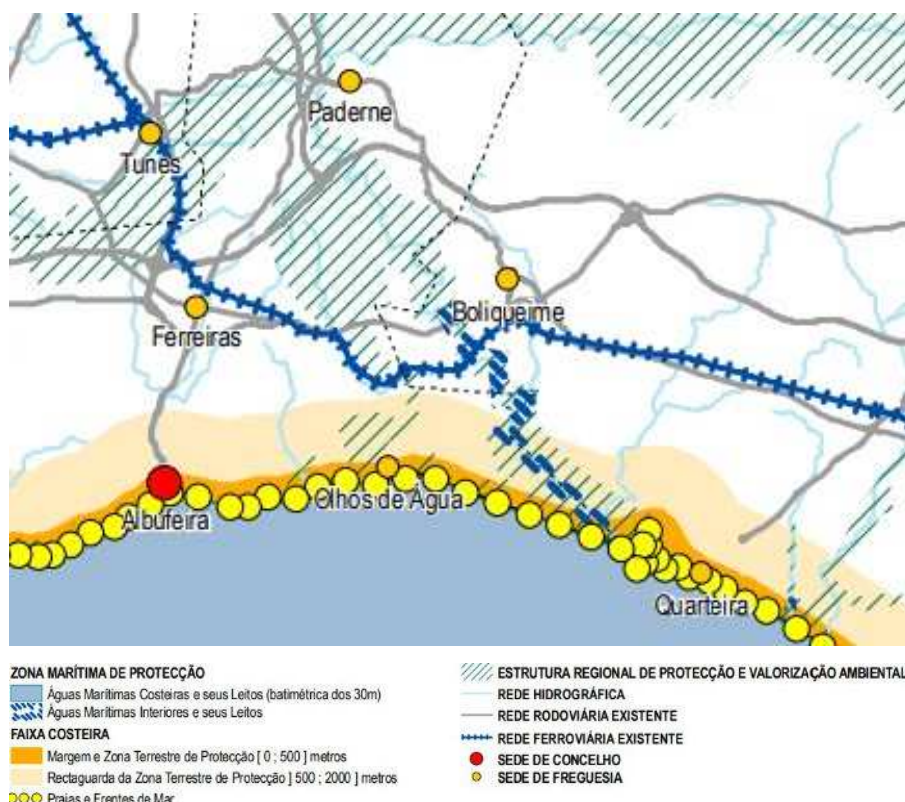 Paderne
Tunes
Boliqueime
Ferreiras
Albufeira
Olhos de Água
Quarteira
ZONA MARÍTIMA DE PROTECÇÃO
Águas Marítimas Costeiras e seus Leitos (batimétrica dos 30m)
Águas Marítimas Interiores e seus Leitos
FAIXA COSTEIRA
Margem e Zona Terrestre de Protecção [ 0 ; 500 ] metros
Rectaguarda da Zona Terrestre de Protecção ] 500 ; 2000 ] metros
Praias e Frentes de Mar
ESTRUTURA REGIONAL DE PROTECÇÃO E VALORIZAÇÃO AMBIENTAL
REDE HIDROGRÁFICA
REDE RODOVIÁRIA EXISTENTE
REDE FERROVIÁRIA EXISTENTE
SEDE DE CONCELHO
SEDE DE FREGUESIA